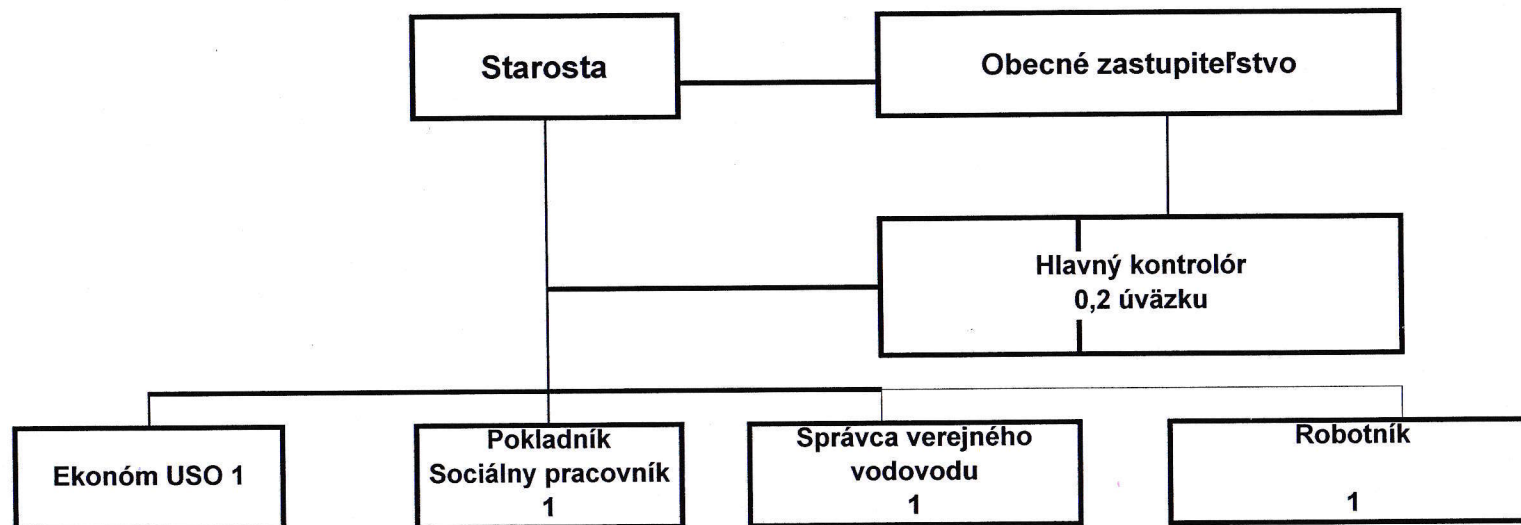 Starosta
Obecné zastupiteľstvo
Hlavný kontrolór
0,2 úväzku
Ekonóm USO 1
Pokladník
Sociálny pracovník
1
Správca verejného
vodovodu
1
Robotník
1